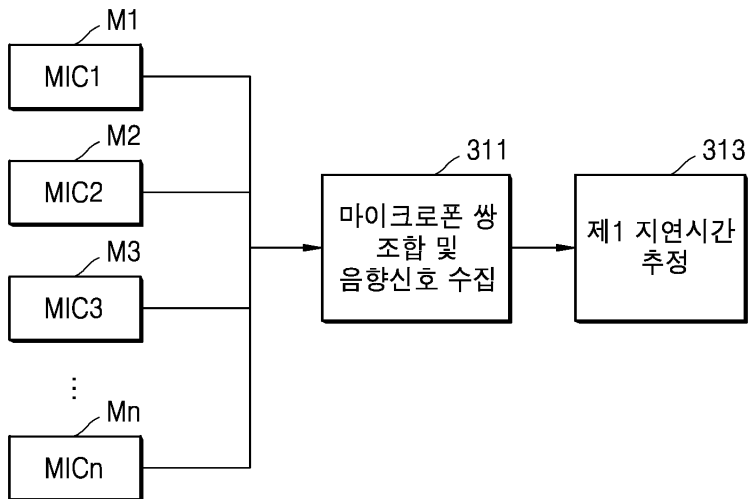 M1
MIC1
M2
MIC2
M3
MIC3
⋮
Mn
MICn
311
마이크로폰 쌍
조합 및
음향신호 수집
313
제1 지연시간
추정